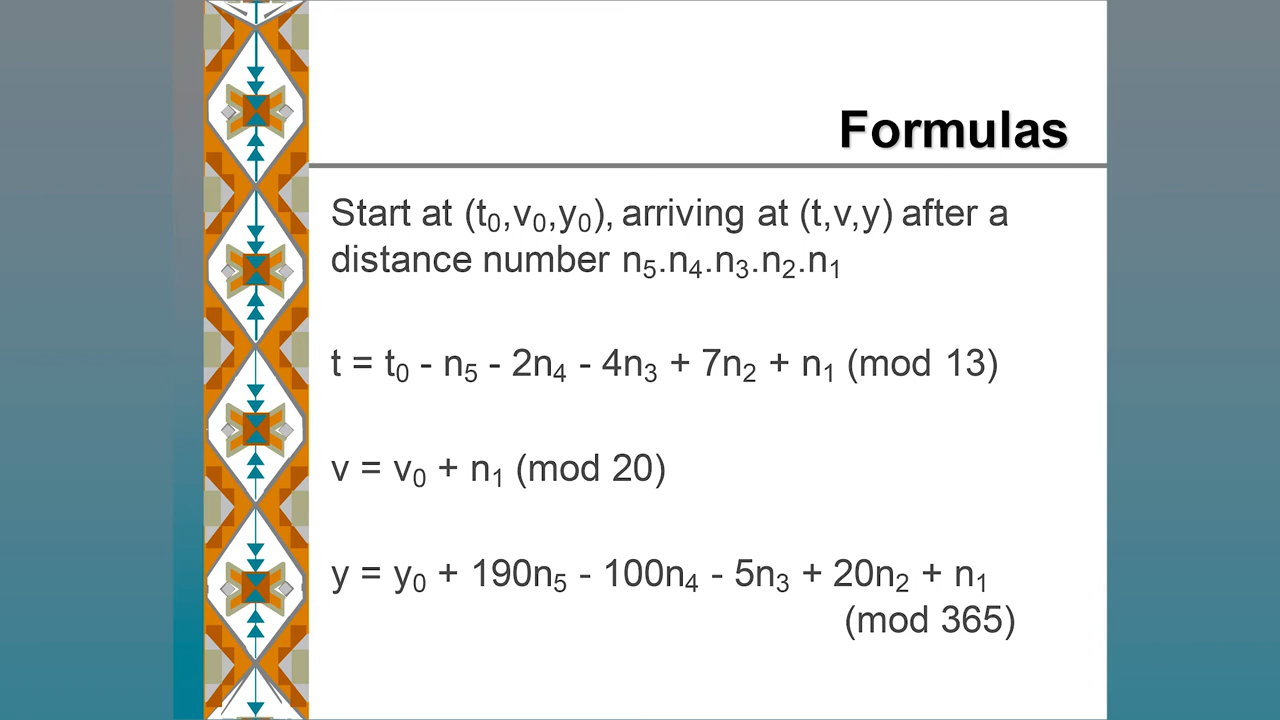 Formulas
Start at (t₀,v₀,y₀), arriving at (t,v,y) after a
distance number n₅.n₄.n₃.n₂.n₁
t = t₀ - n₅ - 2n₄ - 4n₃ + 7n₂ + n₁ (mod 13)
v = v₀ + n₁ (mod 20)
y = y₀ + 190n₅ - 100n₄ - 5n₃ + 20n₂ + n₁
(mod 365)